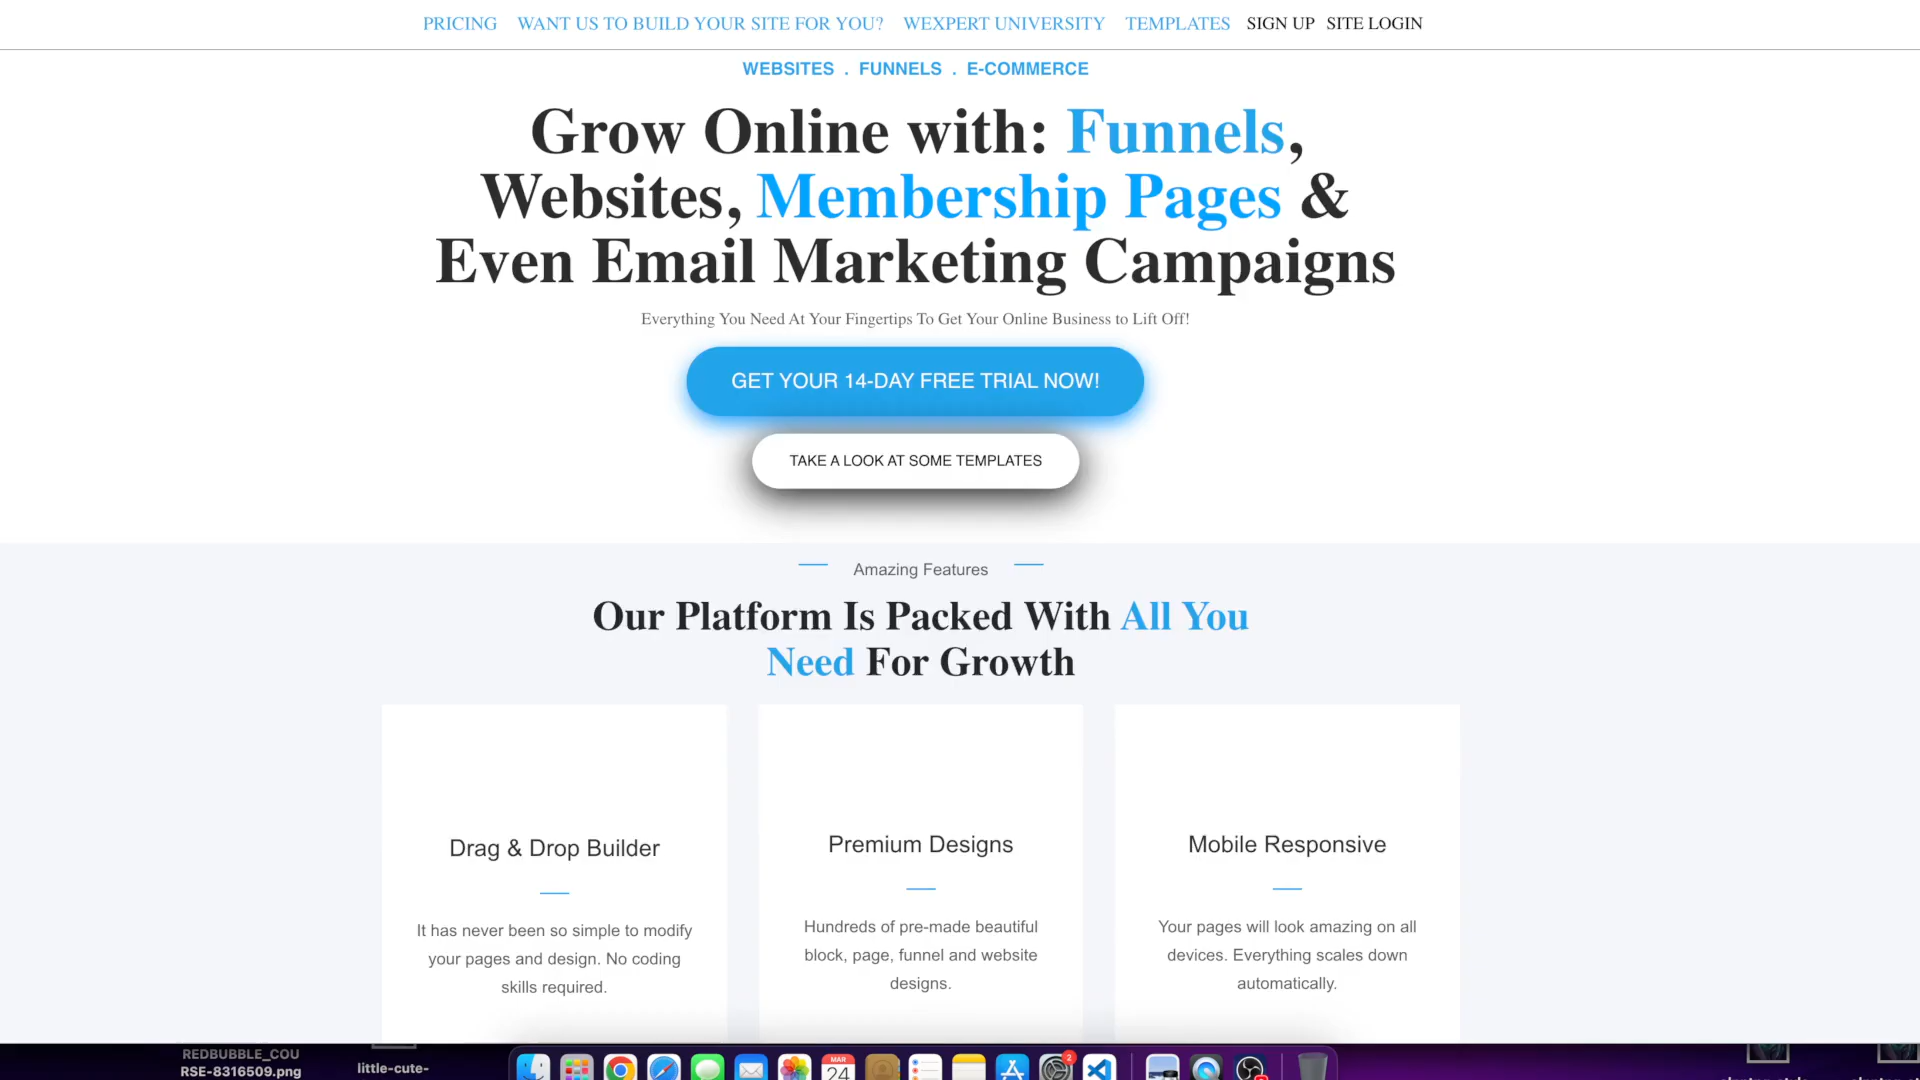 PRICING WANT US TO BUILD YOUR SITE FOR YOU? WEXPERT UNIVERSITY TEMPLATES SIGN UP SITE LOGIN
WEBSITES . FUNNELS . E-COMMERCE
Grow Online with: Funnels,
Websites, Membership Pages &
Even Email Marketing Campaigns
Everything You Need At Your Fingertips To Get Your Online Business to Lift Off!
GET YOUR 14-DAY FREE TRIAL NOW!
TAKE A LOOK AT SOME TEMPLATES
Amazing Features
Our Platform Is Packed With All You
Need For Growth
Drag & Drop Builder
It has never been so simple to modify
your pages and design. No coding
skills required.
Premium Designs
Hundreds of pre-made beautiful
block, page, funnel and website
designs.
Mobile Responsive
Your pages will look amazing on all
devices. Everything scales down
automatically.
REDBUBBLE_COU
RSE-8316509.png
little-cute-
MAR
24
2